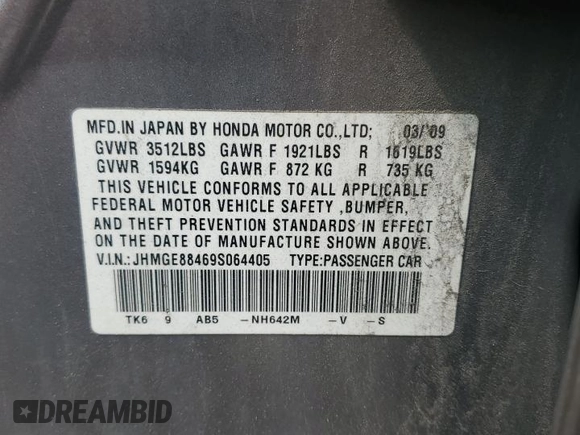 MFD.IN JAPAN BY HONDA MOTOR CO.,LTD; 03/'09
GVWR 3512LBS GAWR F 1921LBS R 1619LBS
GVWR 1594KG GAWR F 872 KG R 735 KG
THIS VEHICLE CONFORMS TO ALL APPLICABLE
FEDERAL MOTOR VEHICLE SAFETY ,BUMPER,
AND THEFT PREVENTION STANDARDS IN EFFECT
ON THE DATE OF MANUFACTURE SHOWN ABOVE.
V.I.N.:JHMGE88469S064405 TYPE:PASSENGER CAR
TK6 9 AB5 -NH642M -V -S
DREAMBID